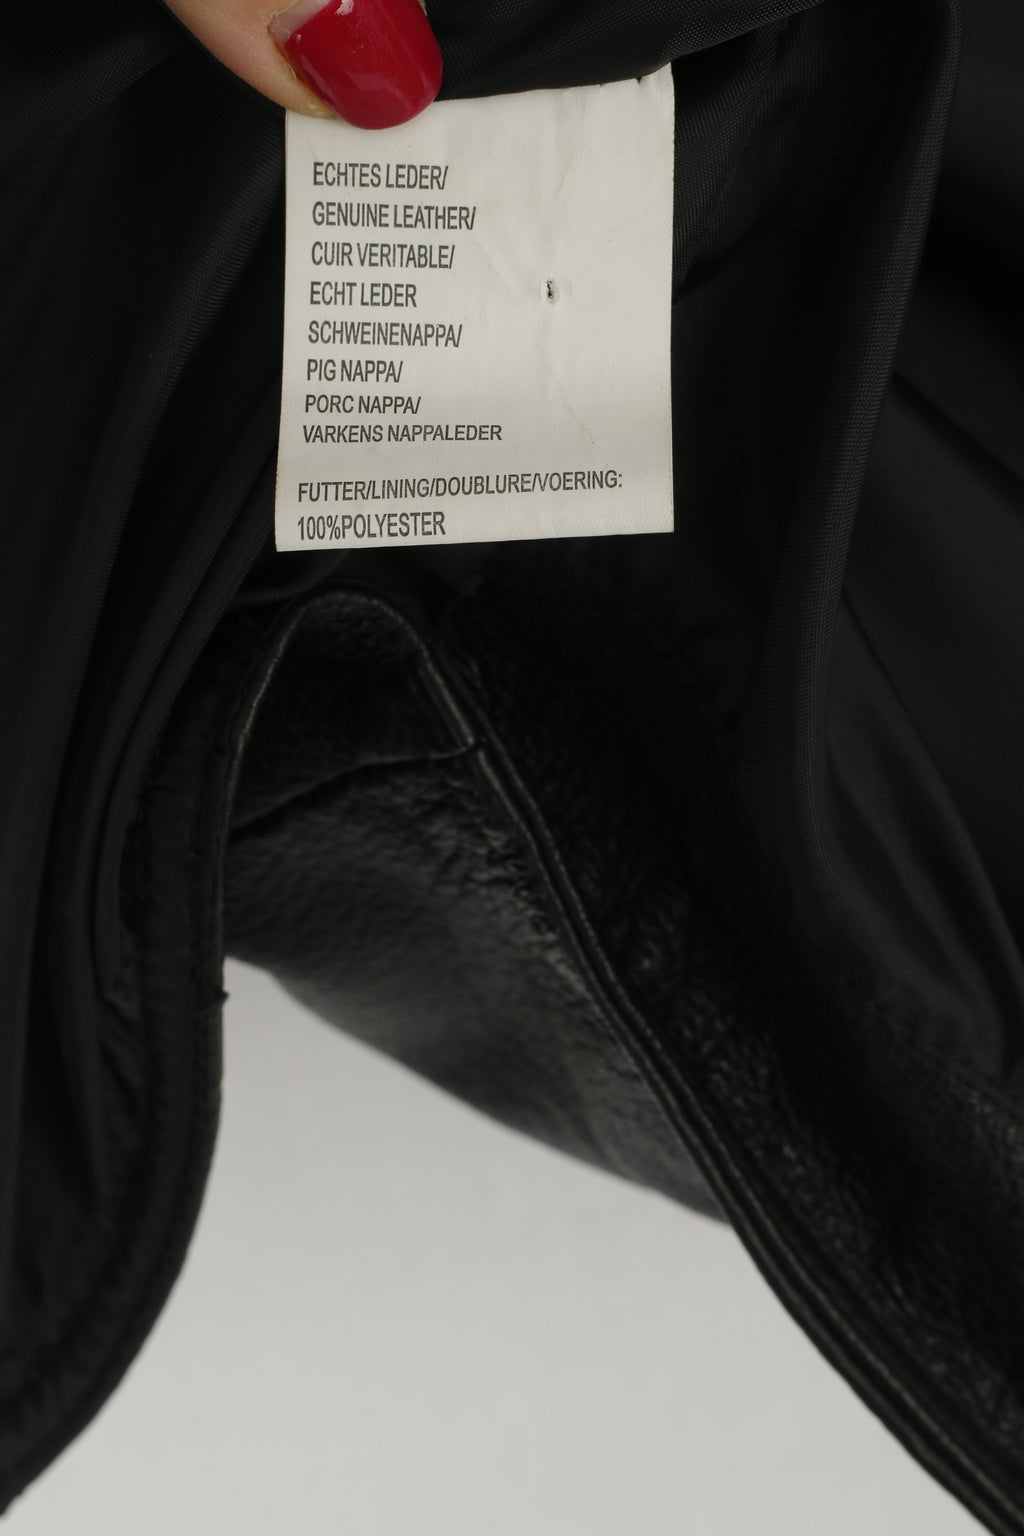 ECHTES LEDER/
GENUINE LEATHER/
CUIR VERITABLE/
ECHT LEDER
SCHWEINENAPPA/
PIG NAPPA/
PORC NAPPA/
VARKENS NAPPALEDER
FUTTER/LINING/DOUBLURE/VOERING:
100%POLYESTER